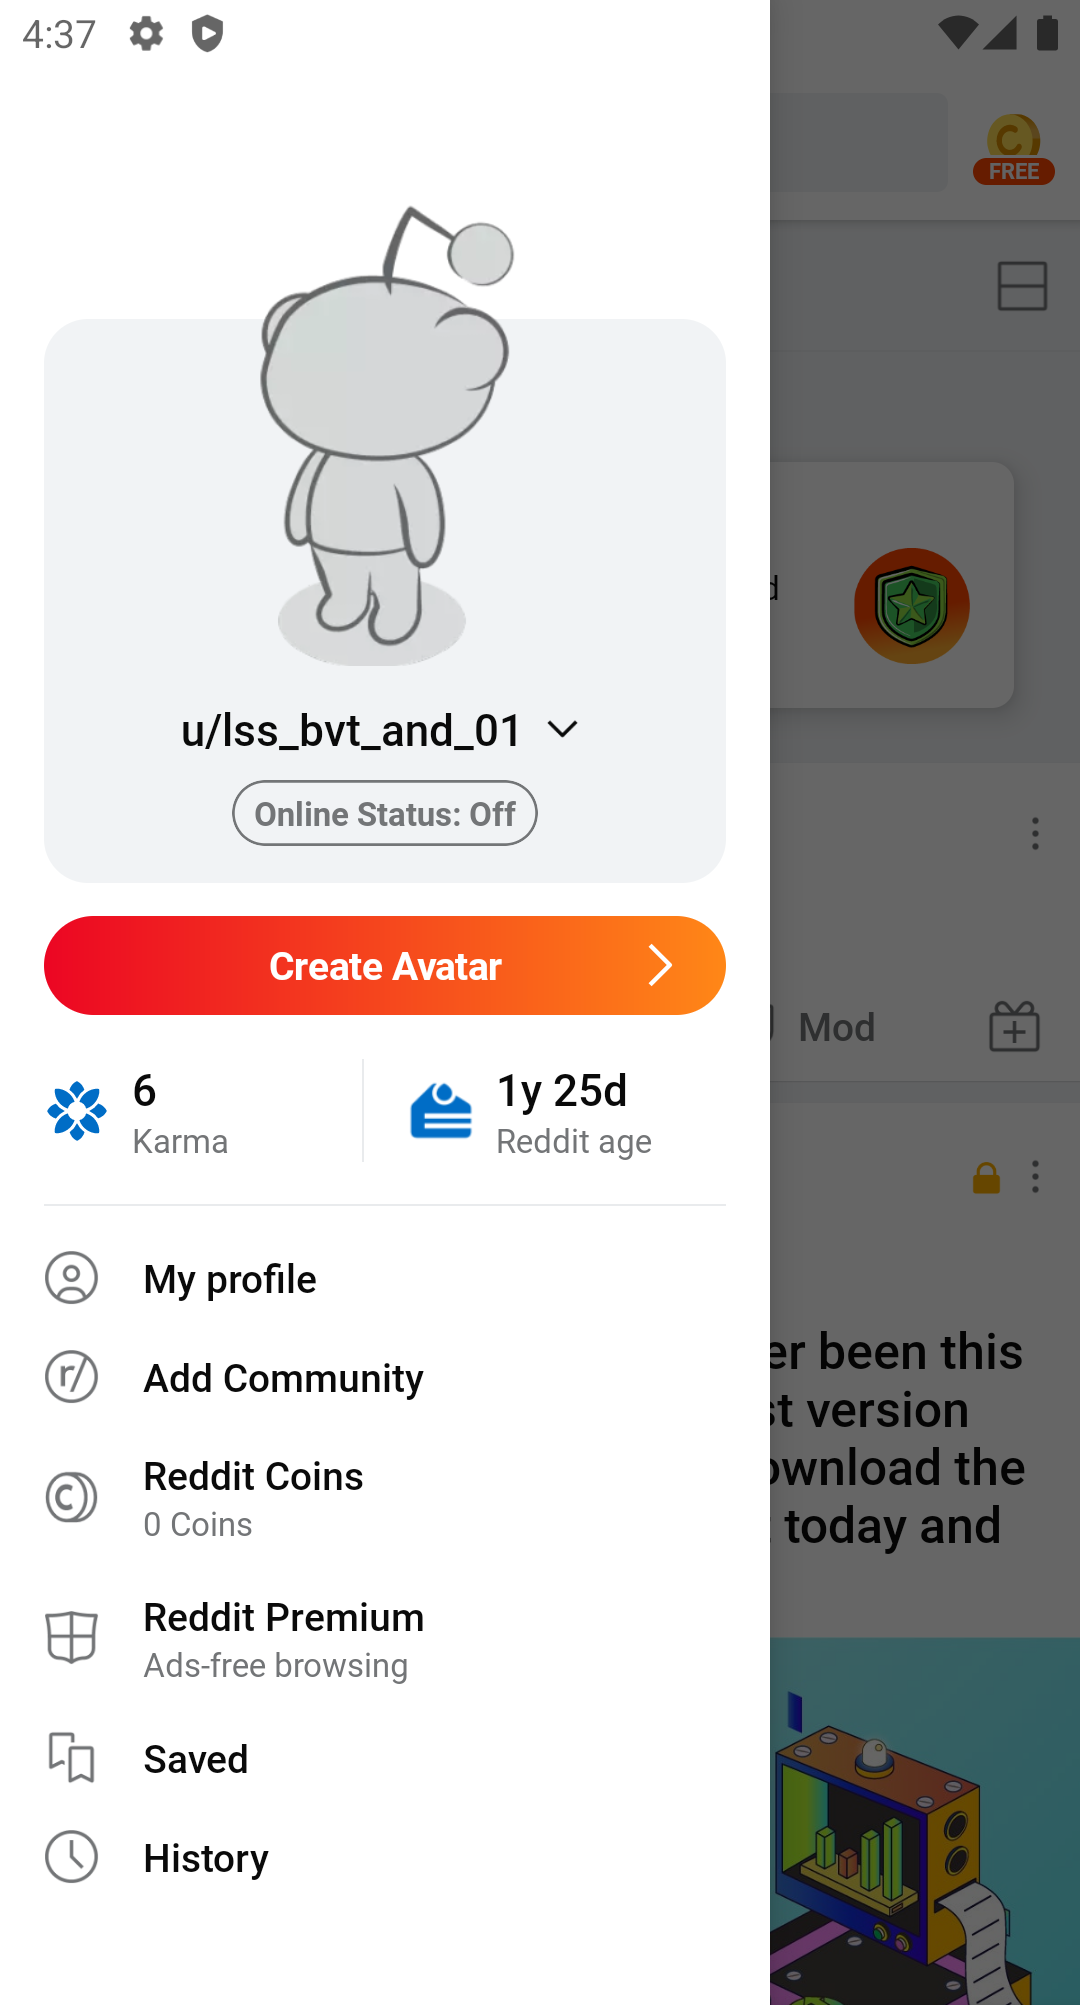 4:37
FREE
u/lss_bvt_and_01
Online Status: Off
Create Avatar
6
Karma
1y 25d
Reddit age
Mod
My profile
Add Community
er been this
Reddit Coins
0 Coins
st version
ownload the
today and
Reddit Premium
Ads-free browsing
Saved
History